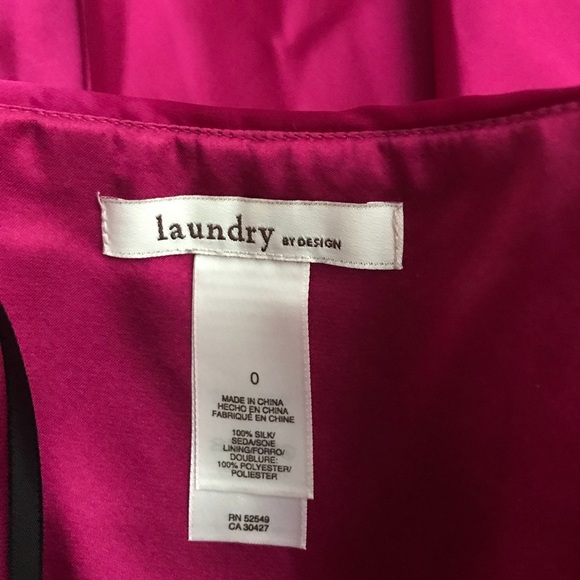 laundry BY DESIGN
0
MADE IN CHINA
HECHO EN CHINA
FABRIQUÉ EN CHINE
100% SILK/
SEDA/SOIE
LINING/FORRO/
DOUBLURE:
100% POLYESTER/
POLIESTER
RN 52549
CA 30427